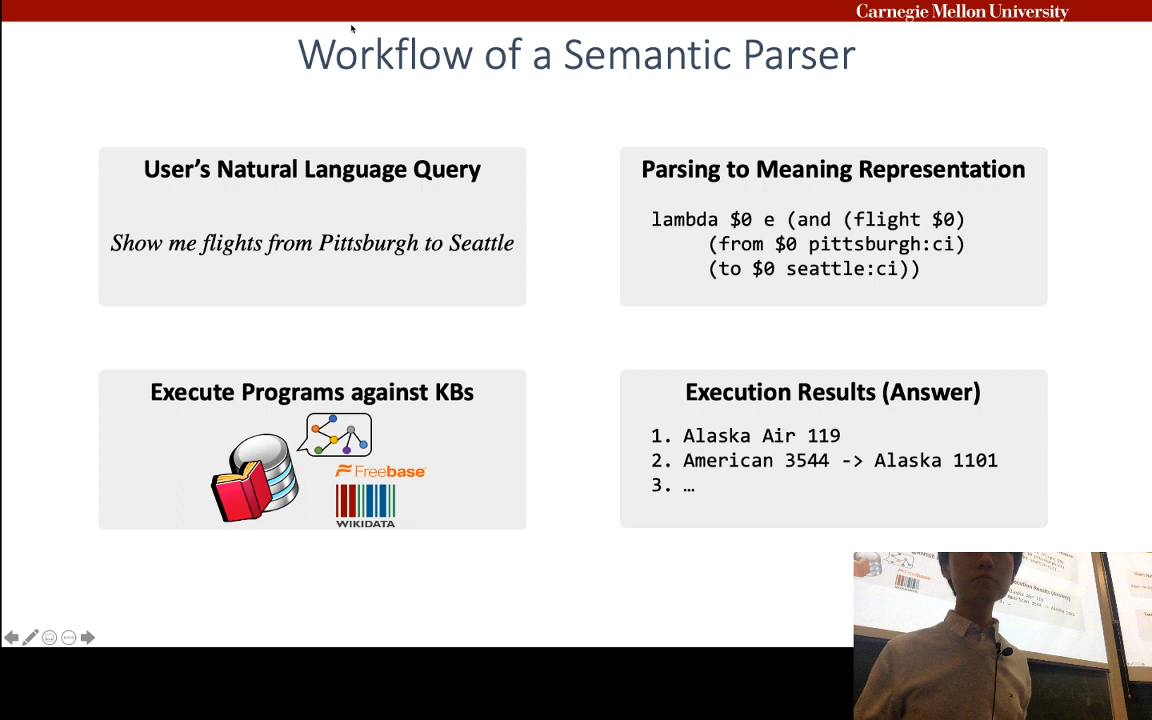 Carnegie Mellon University
Workflow of a Semantic Parser
User’s Natural Language Query
Show me flights from Pittsburgh to Seattle
Parsing to Meaning Representation
lambda $0 e (and (flight $0)
(from $0 pittsburgh:ci)
(to $0 seattle:ci))
Execute Programs against KBs
Freebase
WIKIDATA
Execution Results (Answer)
1. Alaska Air 119
2. American 3544 -> Alaska 1101
3. …